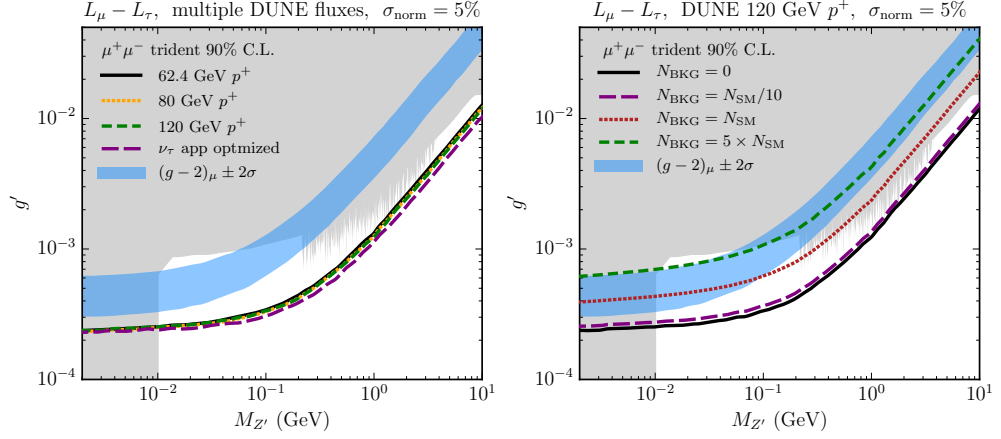 L_μ − L_τ, multiple DUNE fluxes, σ_norm = 5%
μ⁺μ⁻ trident 90% C.L.
62.4 GeV p⁺
80 GeV p⁺
120 GeV p⁺
ν_τ app optmized
(g − 2)_μ ± 2σ
g′
10⁻²
10⁻³
10⁻⁴
10⁻² 10⁻¹ 10⁰ 10¹
M_Z′ (GeV)
L_μ − L_τ, DUNE 120 GeV p⁺, σ_norm = 5%
μ⁺μ⁻ trident 90% C.L.
N_BKG = 0
N_BKG = N_SM/10
N_BKG = N_SM
N_BKG = 5 × N_SM
(g − 2)_μ ± 2σ
g′
10⁻²
10⁻³
10⁻⁴
10⁻² 10⁻¹ 10⁰ 10¹
M_Z′ (GeV)